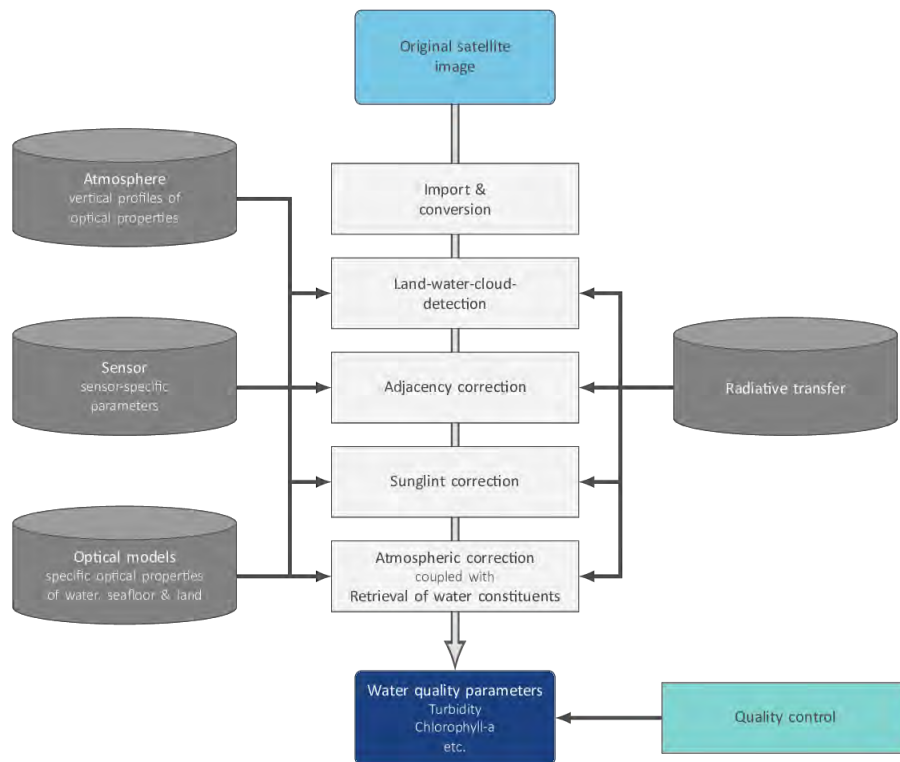 Original satellite
image
Atmosphere
vertical profiles of
optical properties
Import &
conversion
Land-water-cloud-
detection
Sensor
sensor-specific
parameters
Adjacency correction
Radiative transfer
Sunglint correction
Optical models
specific optical properties
of water, seafloor & land
Atmospheric correction
coupled with
Retrieval of water constituents
Water quality parameters
Turbidity
Chlorophyll-a
etc.
Quality control